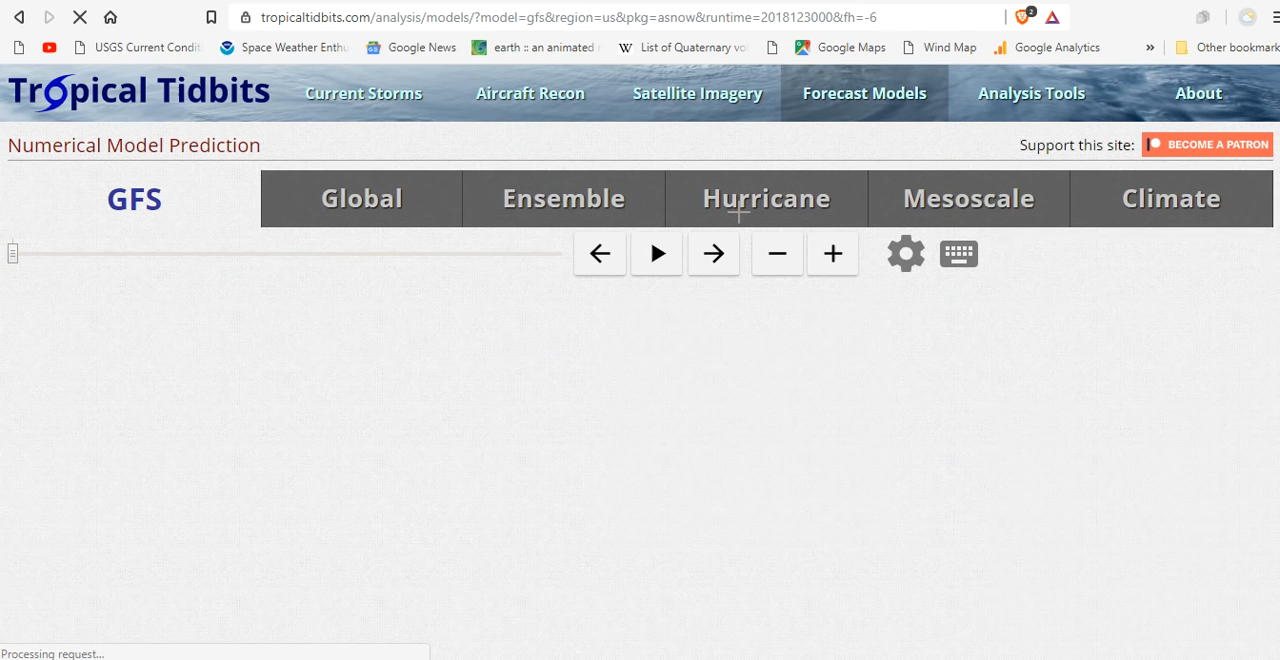 tropicaltidbits.com/analysis/models/?model=gfs&region=us&pkg=asnow&runtime=2018123000&fh=-6
2
USGS Current Condit
Space Weather Enthu
Google News
earth :: an animated
List of Quaternary vo
Google Maps
Wind Map
Google Analytics
»
Other bookmark
Tropical Tidbits
Current Storms
Aircraft Recon
Satellite Imagery
Forecast Models
Analysis Tools
About
Numerical Model Prediction
Support this site:
BECOME A PATRON
GFS
Global
Ensemble
Hurricane
Mesoscale
Climate
Processing request...